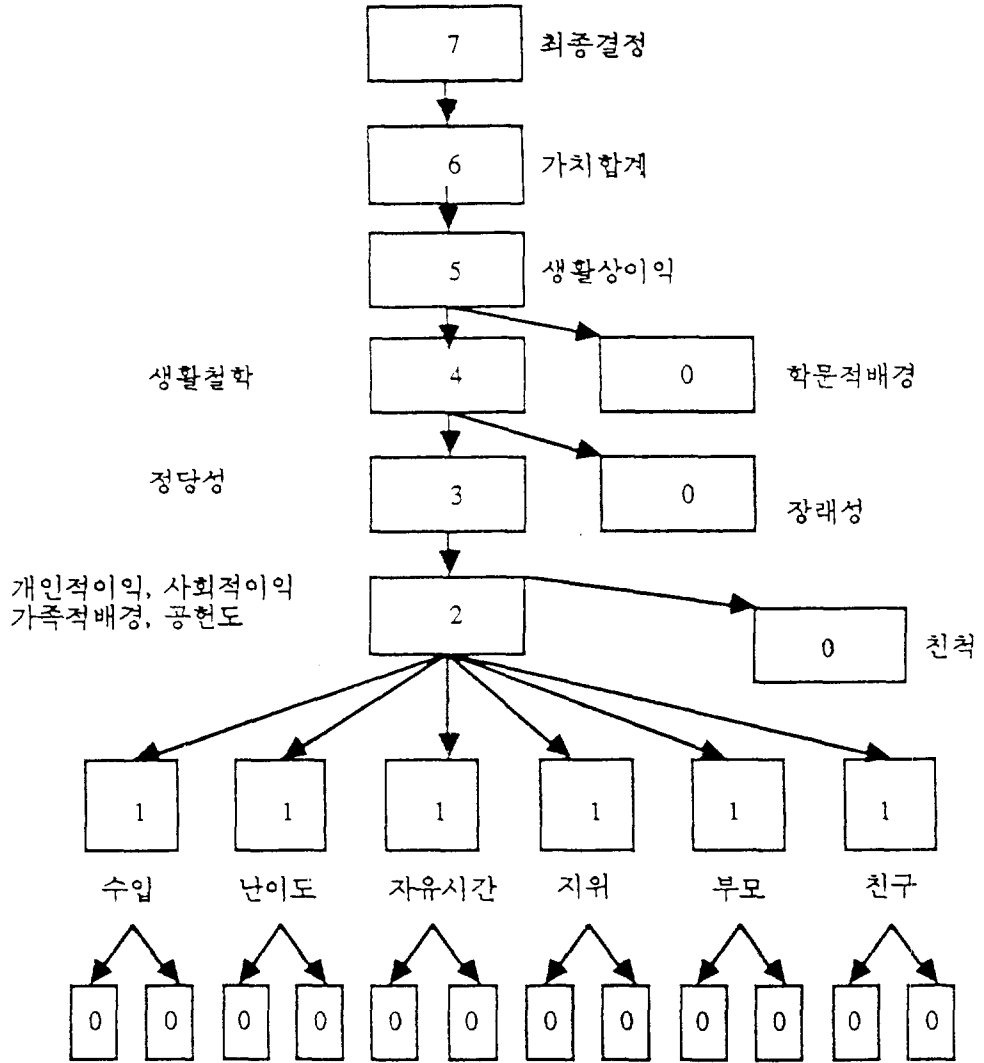 7 최종결정
6 가치합계
5 생활상이익
생활철학 4 0 학문적배경
정당성 3 0 장래성
개인적이익, 사회적이익
가족적배경, 공헌도
2 0 친척
1 1 1 1 1 1
수입 난이도 자유시간 지위 부모 친구
0 0 0 0 0 0 0 0 0 0 0 0